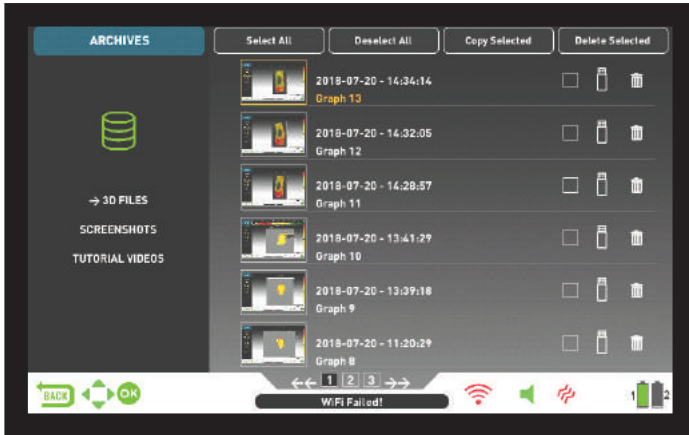 ARCHIVES
Select All
Deselect All
Copy Selected
Delete Selected
2018-07-20 - 14:34:14
Graph 13
2018-07-20 - 14:32:05
Graph 12
2018-07-20 - 14:28:57
Graph 11
2018-07-20 - 13:41:29
Graph 10
2018-07-20 - 13:39:18
Graph 9
2018-07-20 - 11:20:29
Graph 8
→ 3D FILES
SCREENSHOTS
TUTORIAL VIDEOS
←← 1 2 3 →→
WiFi Failed!
BACK
OK
1
2